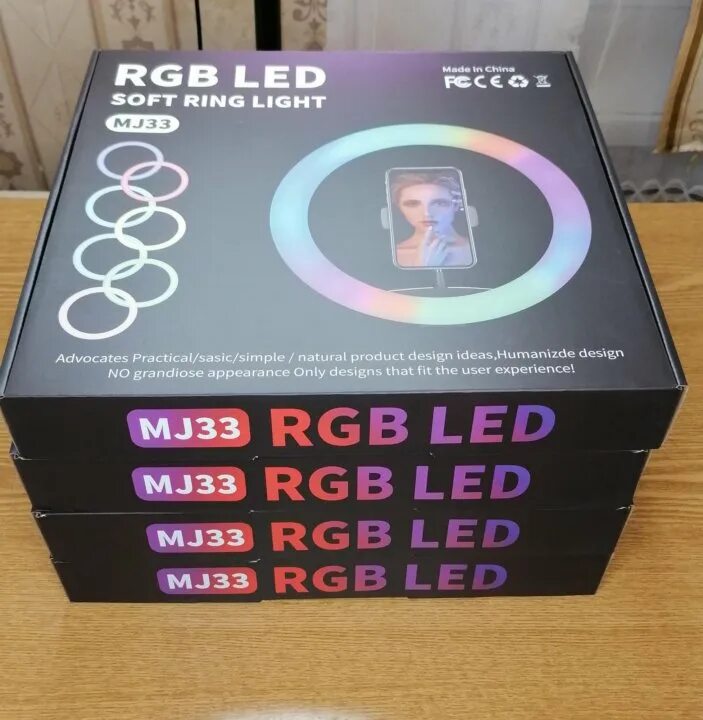 RGB LED
SOFT RING LIGHT
MJ33
Made In China
FC CE
Advocates Practical/sasic/simple / natural product design ideas,Humanizde design
NO grandiose appearance Only designs that fit the user experience!
MJ33 RGB LED
MJ33 RGB LED
MJ33 RGB LED
MJ33 RGB LED